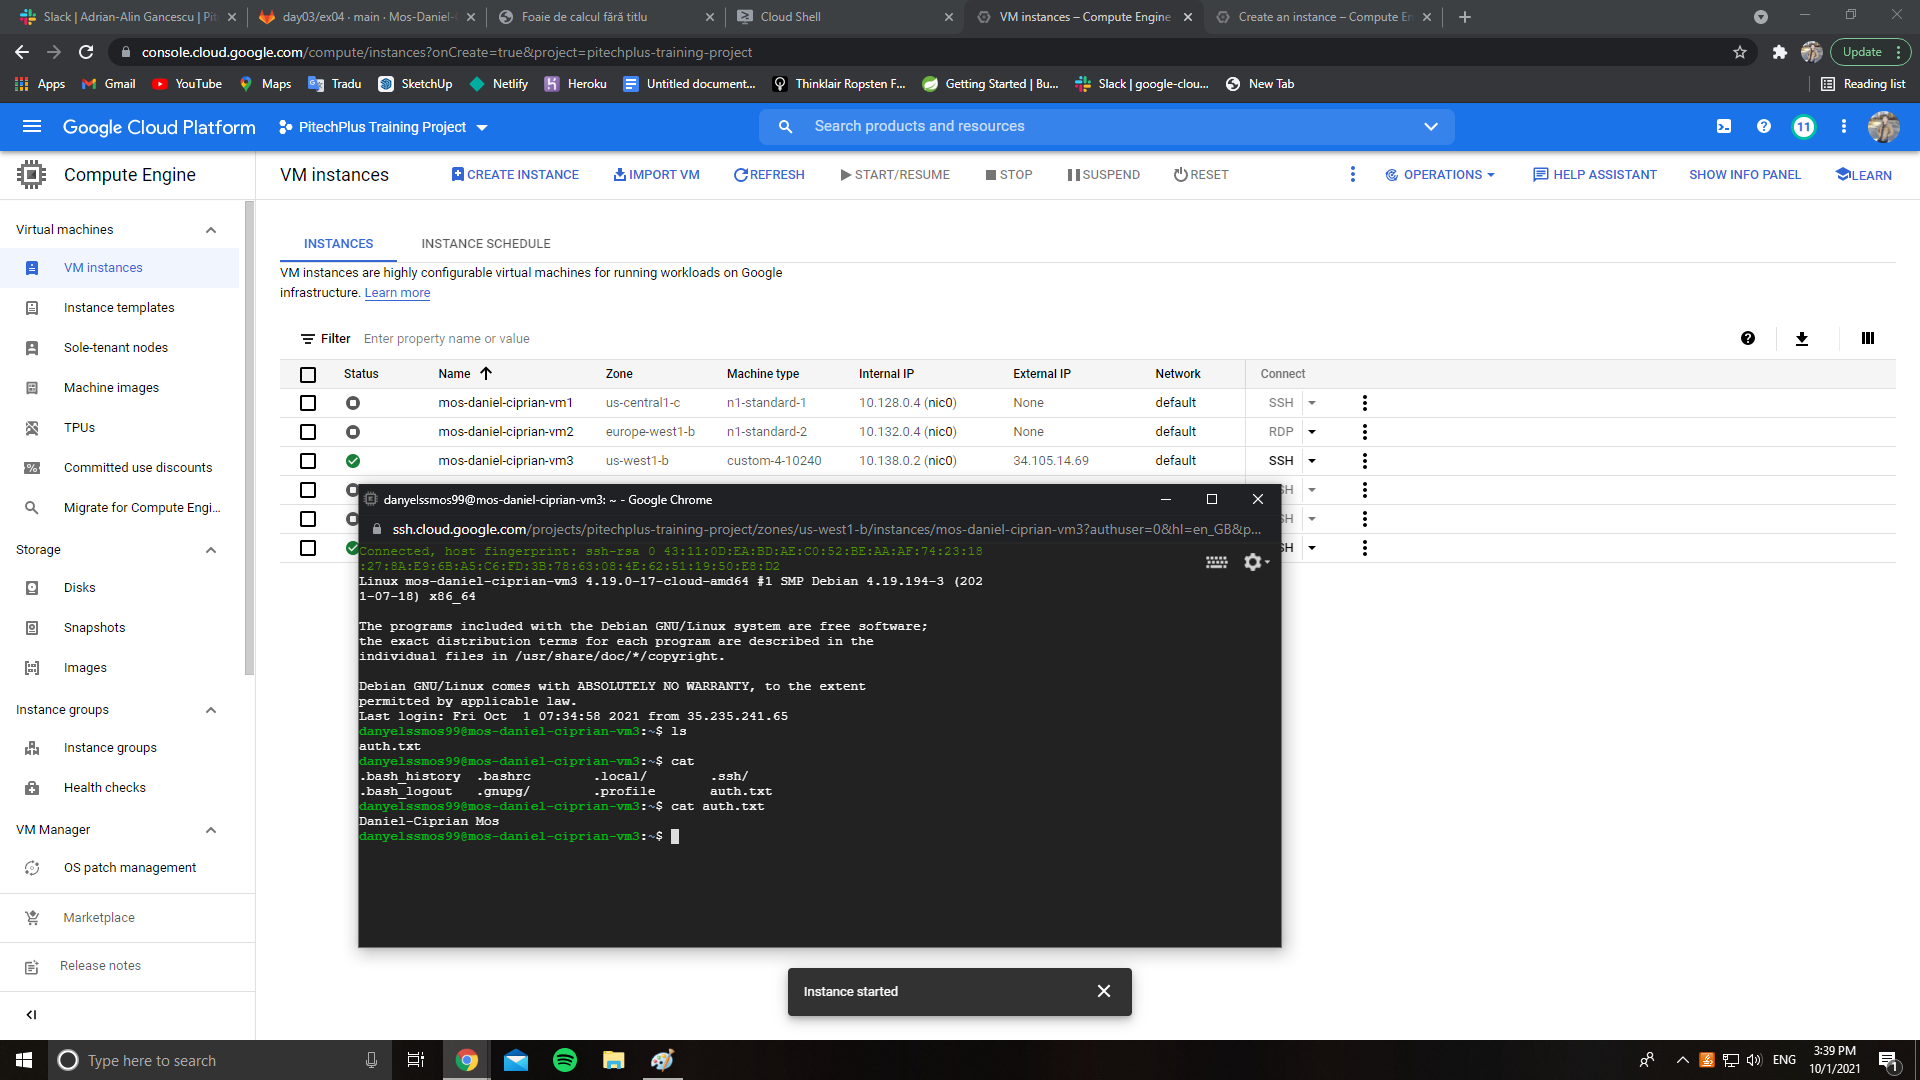 Slack | Adrian-Alin Gancescu | Pit
day03/ex04 · main · Mos-Daniel-
Foaie de calcul fără titlu
Cloud Shell
VM instances – Compute Engine
Create an instance – Compute En
console.cloud.google.com/compute/instances?onCreate=true&project=pitechplus-training-project
Update
Apps
Gmail
YouTube
Maps
Tradu
SketchUp
Netlify
Heroku
Untitled document...
Thinklair Ropsten F...
Getting Started | Bu...
Slack | google-clou...
New Tab
Reading list
Google Cloud Platform
PitechPlus Training Project
Search products and resources
11
Compute Engine
VM instances
CREATE INSTANCE
IMPORT VM
REFRESH
START/RESUME
STOP
SUSPEND
RESET
OPERATIONS
HELP ASSISTANT
SHOW INFO PANEL
LEARN
Virtual machines
VM instances
Instance templates
Sole-tenant nodes
Machine images
TPUs
Committed use discounts
Migrate for Compute Engi...
Storage
Disks
Snapshots
Images
Instance groups
Instance groups
Health checks
VM Manager
OS patch management
Marketplace
Release notes
INSTANCES
INSTANCE SCHEDULE
VM instances are highly configurable virtual machines for running workloads on Google
infrastructure. Learn more
Filter Enter property name or value
Status Name Zone Machine type Internal IP External IP Network Connect
mos-daniel-ciprian-vm1 us-central1-c n1-standard-1 10.128.0.4 (nic0) None default SSH
mos-daniel-ciprian-vm2 europe-west1-b n1-standard-2 10.132.0.4 (nic0) None default RDP
mos-daniel-ciprian-vm3 us-west1-b custom-4-10240 10.138.0.2 (nic0) 34.105.14.69 default SSH
SH
SH
SH
danyelssmos99@mos-daniel-ciprian-vm3: ~ - Google Chrome
ssh.cloud.google.com/projects/pitechplus-training-project/zones/us-west1-b/instances/mos-daniel-ciprian-vm3?authuser=0&hl=en_GB&p...
Connected, host fingerprint: ssh-rsa 0 43:11:0D:EA:BD:AE:C0:52:BE:AA:AF:74:23:18
:27:8A:E9:6B:A5:C6:FD:3B:78:63:08:4E:62:51:19:50:E8:D2
Linux mos-daniel-ciprian-vm3 4.19.0-17-cloud-amd64 #1 SMP Debian 4.19.194-3 (202
1-07-18) x86_64
The programs included with the Debian GNU/Linux system are free software;
the exact distribution terms for each program are described in the
individual files in /usr/share/doc/*/copyright.
Debian GNU/Linux comes with ABSOLUTELY NO WARRANTY, to the extent
permitted by applicable law.
Last login: Fri Oct  1 07:34:58 2021 from 35.235.241.65
danyelssmos99@mos-daniel-ciprian-vm3:~$ ls
auth.txt
danyelssmos99@mos-daniel-ciprian-vm3:~$ cat
.bash_history  .bashrc        .local/        .ssh/
.bash_logout   .gnupg/        .profile       auth.txt
danyelssmos99@mos-daniel-ciprian-vm3:~$ cat auth.txt
Daniel-Ciprian Mos
danyelssmos99@mos-daniel-ciprian-vm3:~$
Instance started
Type here to search
ENG
3:39 PM
10/1/2021
1